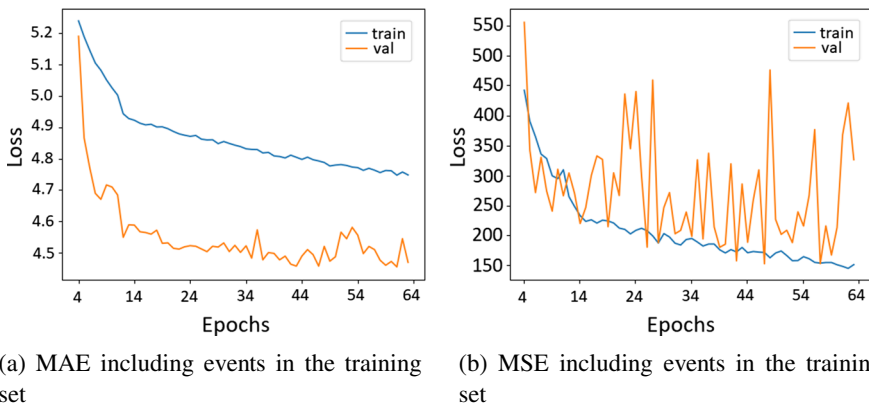 5.2
5.1
5.0
4.9
4.8
4.7
4.6
4.5
Loss
4 14 24 34 44 54 64
Epochs
train
val
550
500
450
400
350
300
250
200
150
Loss
4 14 24 34 44 54 64
Epochs
train
val
(a) MAE including events in the training
set
(b) MSE including events in the trainin
set